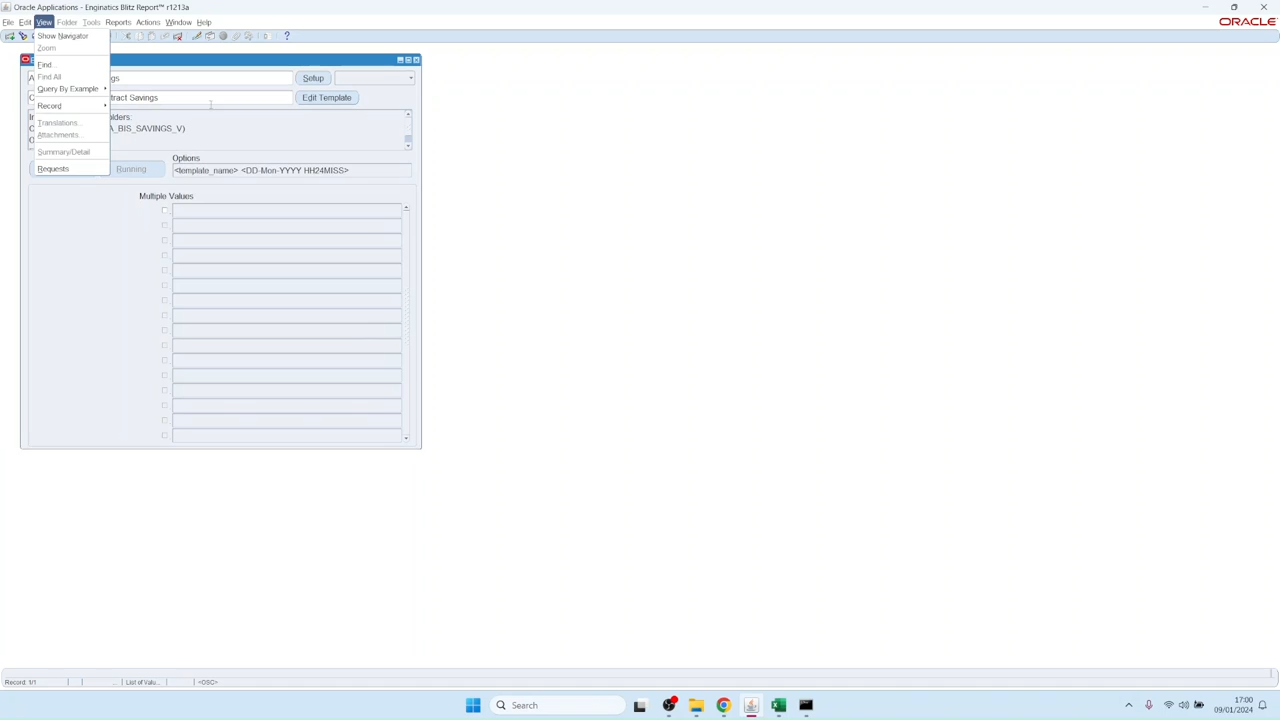 Oracle Applications - Enginatics Blitz Report™ r1213a
File Edit View Folder Tools Reports Actions Window Help
ORACLE
Show Navigator
Zoom
Find...
Find All
Query By Example
Record
Translations...
Attachments...
Summary/Detail
Requests
Setup
tract Savings
Edit Template
olders:
A_BIS_SAVINGS_V)
Options
Running
<template_name> <DD-Mon-YYYY HH24MISS>
Multiple Values
Record: 1/1
...
List of Valu...
<OSC>
Search
17:00
09/01/2024